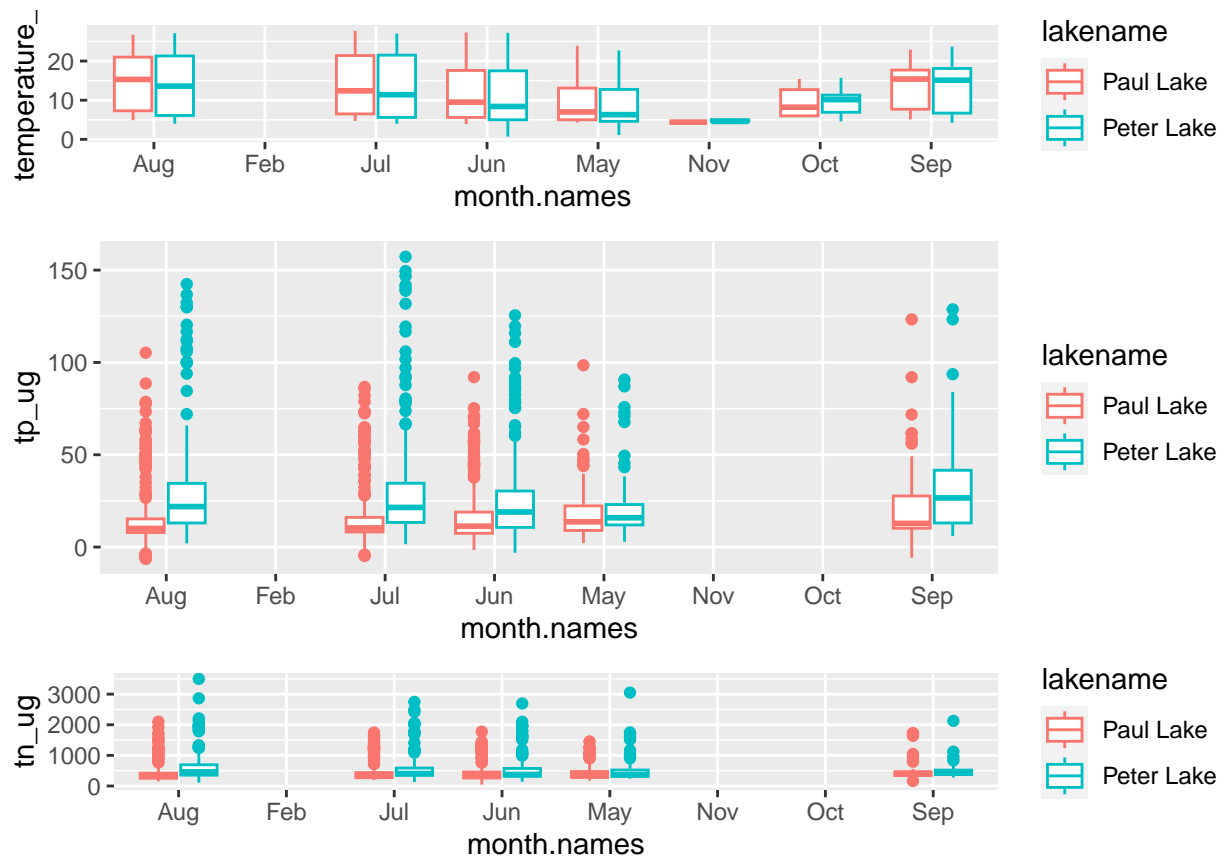 temperature_
20
10
0
Aug Feb Jul Jun May Nov Oct Sep
month.names
lakename
Paul Lake
Peter Lake
tp_ug
150
100
50
0
Aug Feb Jul Jun May Nov Oct Sep
month.names
lakename
Paul Lake
Peter Lake
tn_ug
3000
2000
1000
0
Aug Feb Jul Jun May Nov Oct Sep
month.names
lakename
Paul Lake
Peter Lake